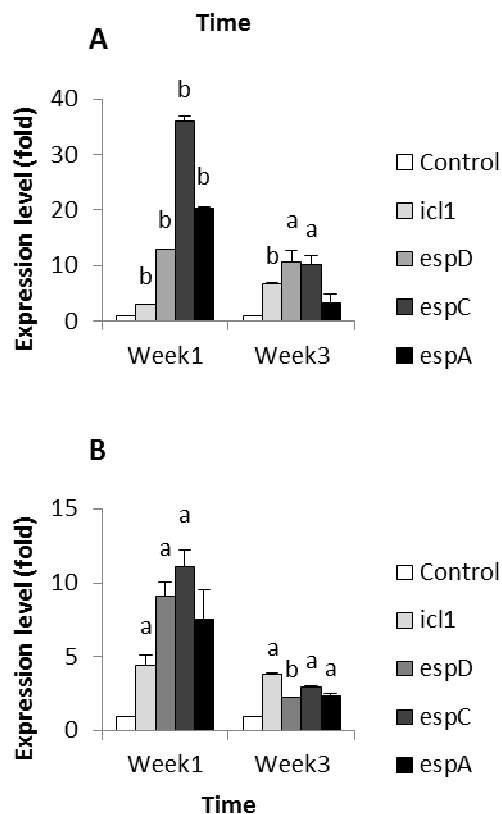 Time
A
Expression level (fold)
40
30
20
10
0
b
b
b
b
b
a
a
Week1
Week3
Control
icl1
espD
espC
espA
B
Expression level (fold)
15
10
5
0
a
a
a
a
b
a
a
Week1
Week3
Time
Control
icl1
espD
espC
espA